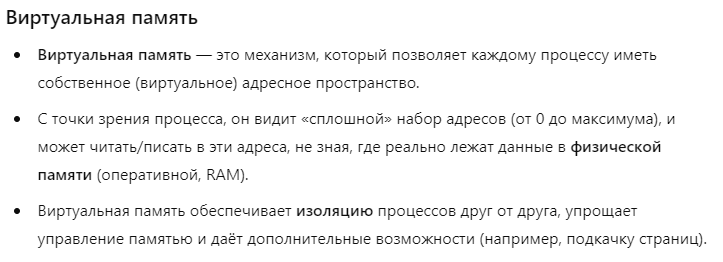 Виртуальная память
• Виртуальная память — это механизм, который позволяет каждому процессу иметь
собственное (виртуальное) адресное пространство.
• С точки зрения процесса, он видит «сплошной» набор адресов (от 0 до максимума), и
может читать/писать в эти адреса, не зная, где реально лежат данные в физической
памяти (оперативной, RAM).
• Виртуальная память обеспечивает изоляцию процессов друг от друга, упрощает
управление памятью и даёт дополнительные возможности (например, подкачку страниц).